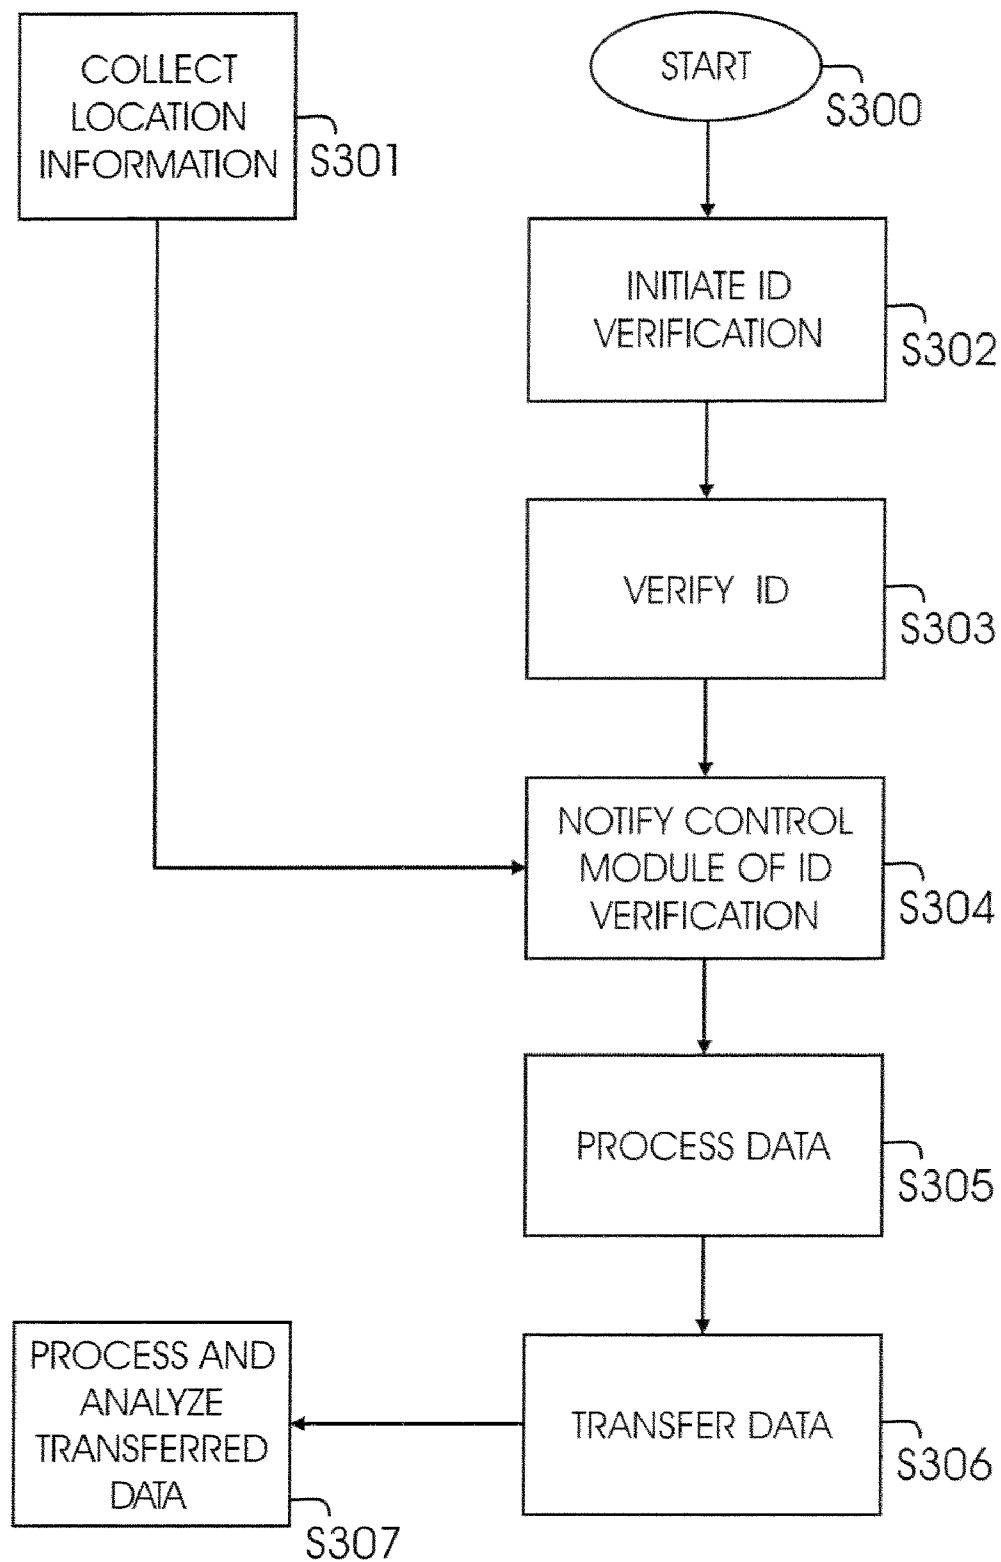 COLLECT
LOCATION
INFORMATION
S301
START
S300
INITIATE ID
VERIFICATION
S302
VERIFY ID
S303
NOTIFY CONTROL
MODULE OF ID
VERIFICATION
S304
PROCESS DATA
S305
TRANSFER DATA
S306
PROCESS AND
ANALYZE
TRANSFERRED
DATA
S307